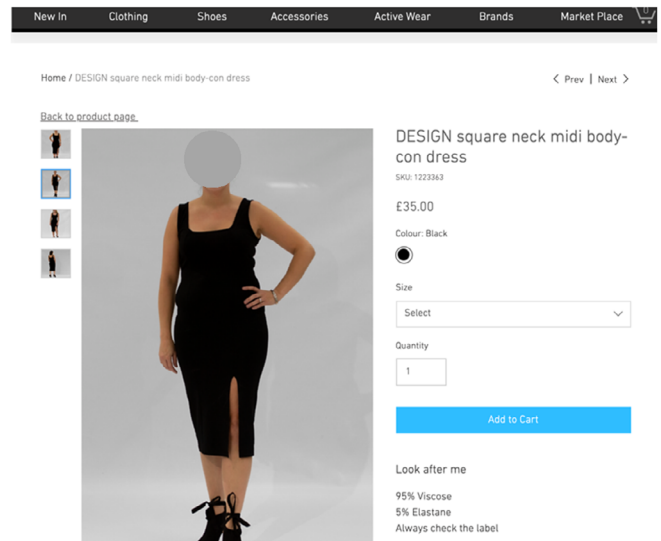 New In Clothing Shoes Accessories Active Wear Brands Market Place 0
Home / DESIGN square neck midi body-con dress
Prev | Next
Back to product page
DESIGN square neck midi body-
con dress
SKU: 1223363
£35.00
Colour: Black
Size
Select
Quantity
1
Add to Cart
Look after me
95% Viscose
5% Elastane
Always check the label